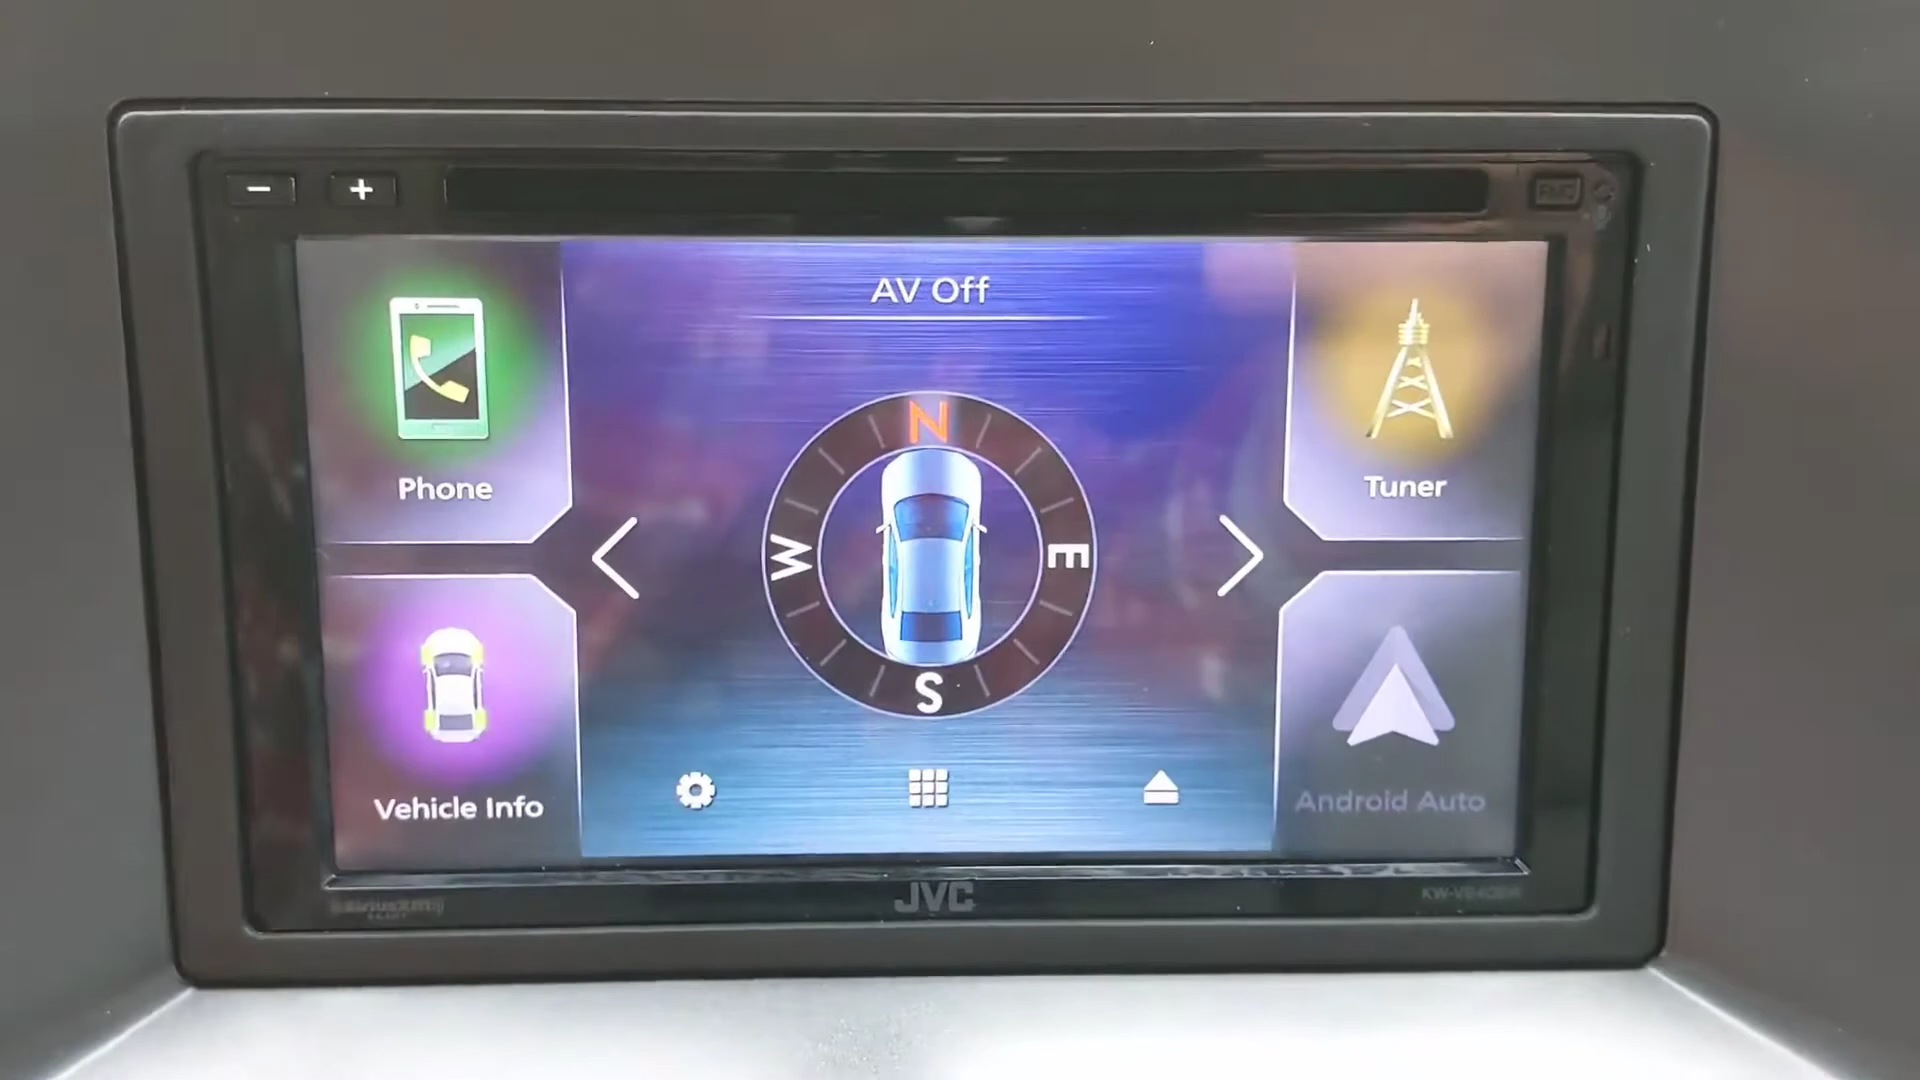 AV Off
Phone
Tuner
N
W
E
S
Vehicle Info
Android Auto
JVC